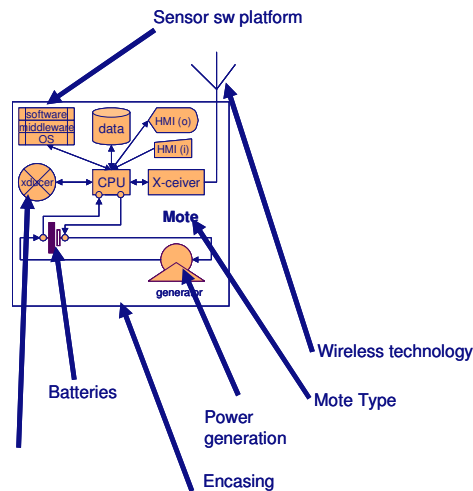 Sensor sw platform
software
middleware
OS
data
HMI (o)
HMI (i)
xducer
CPU
X-ceiver
Mote
generator
Wireless technology
Batteries
Mote Type
Power
generation
Encasing